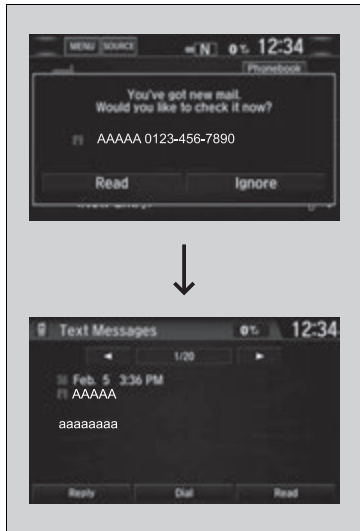 MENU SOURCE N 12:34
Phonebook
You've got new mail.
Would you like to check it now?
AAAAA 0123-456-7890
Read Ignore
New Entry
Text Messages 12:34
1/20
Feb. 5 3:36 PM
AAAAA
aaaaaaaa
Reply Dial Read